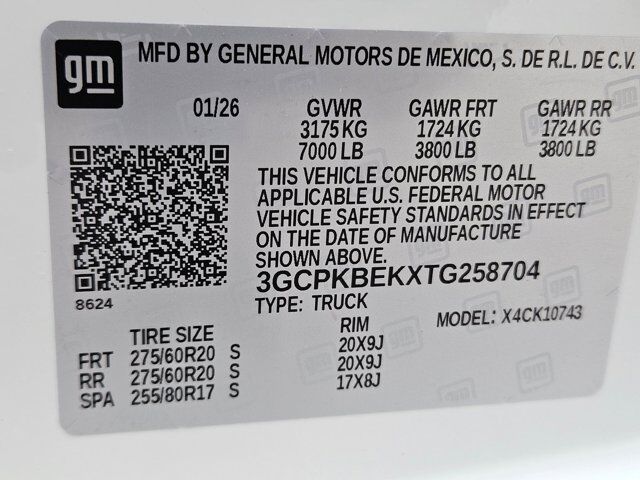 gm
MFD BY GENERAL MOTORS DE MEXICO, S. DE R.L. DE C.V.
01/26 GVWR GAWR FRT GAWR RR
3175 KG 1724 KG 1724 KG
7000 LB 3800 LB 3800 LB
THIS VEHICLE CONFORMS TO ALL
APPLICABLE U.S. FEDERAL MOTOR
VEHICLE SAFETY STANDARDS IN EFFECT
ON THE DATE OF MANUFACTURE
SHOWN ABOVE.
3GCPKBEKXTG258704
8624
TYPE: TRUCK
MODEL: X4CK10743
TIRE SIZE RIM
FRT 275/60R20 S 20X9J
RR 275/60R20 S 20X9J
SPA 255/80R17 S 17X8J